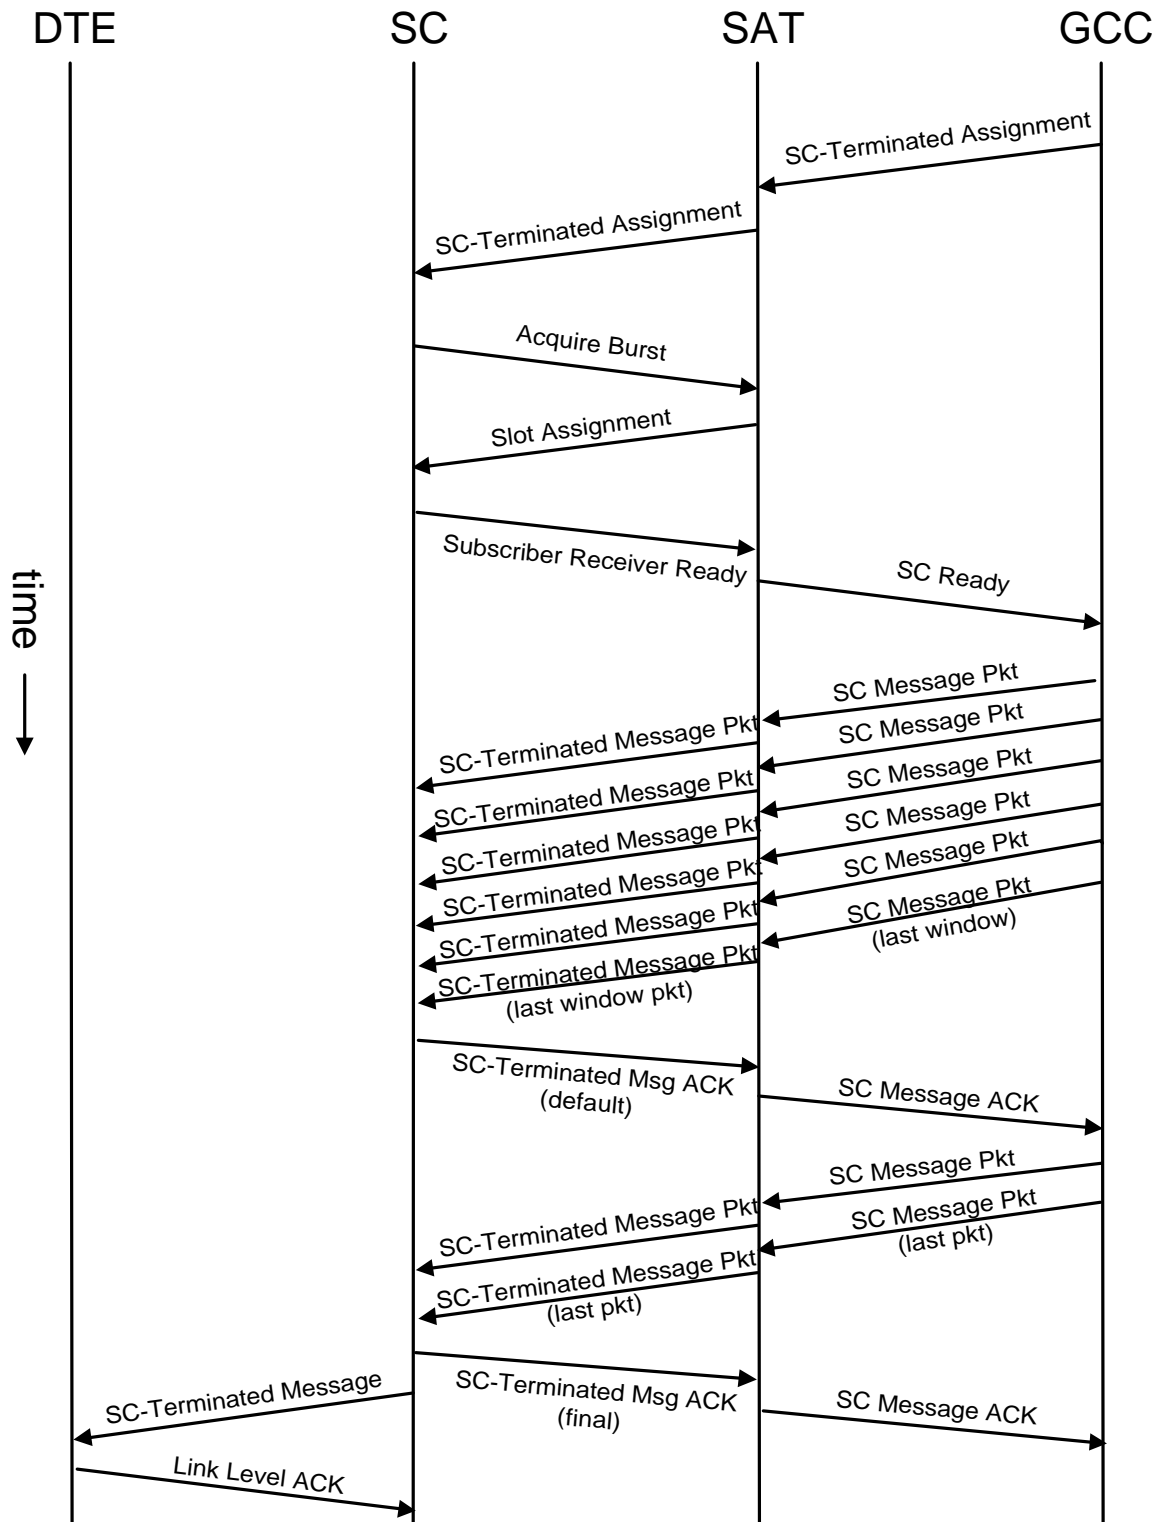 DTE SC SAT GCC
SC-Terminated Assignment
SC-Terminated Assignment
Acquire Burst
Slot Assignment
Subscriber Receiver Ready
SC Ready
time
SC Message Pkt
SC-Terminated Message Pkt
SC Message Pkt
SC-Terminated Message Pkt
SC Message Pkt
SC-Terminated Message Pkt
SC Message Pkt
SC-Terminated Message Pkt
SC Message Pkt
SC-Terminated Message Pkt
SC Message Pkt
(last window)
SC-Terminated Message Pkt
(last window pkt)
SC-Terminated Msg ACK
(default)
SC Message ACK
SC Message Pkt
SC-Terminated Message Pkt
SC Message Pkt
(last pkt)
SC-Terminated Message Pkt
(last pkt)
SC-Terminated Msg ACK
(final)
SC-Terminated Message
SC Message ACK
Link Level ACK